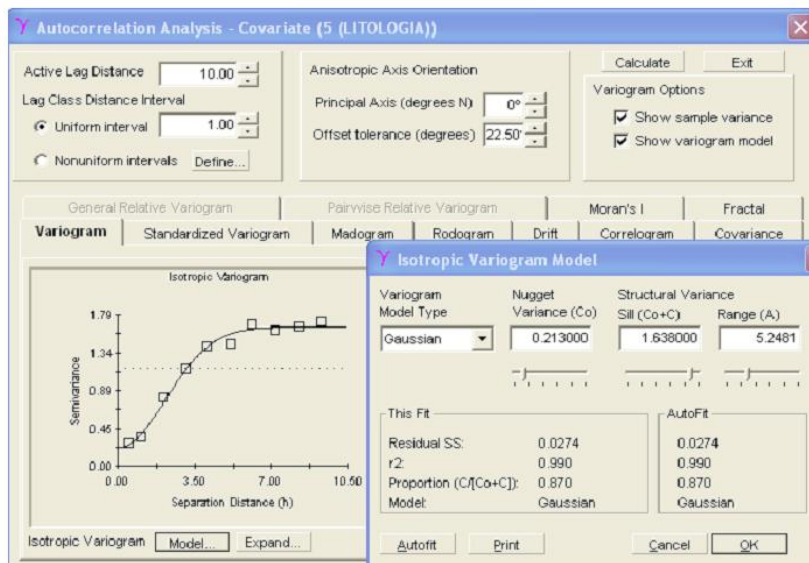 Autocorrelation Analysis - Covariate (5 (LITOLOGIA))
Active Lag Distance 10.00
Lag Class Distance Interval
Uniform interval 1.00
Nonuniform intervals Define...
Anisotropic Axis Orientation
Principal Axis (degrees N) 0°
Offset tolerance (degrees) 22.50°
Calculate Exit
Variogram Options
Show sample variance
Show variogram model
General Relative Variogram Pairwise Relative Variogram Moran's I Fractal
Variogram Standardized Variogram Madogram Rodogram Drift Correlogram Covariance
Isotropic Variogram
1.79
1.34
0.89
0.46
0.00
Semivariance
0.00 3.50 7.00 10.50
Separation Distance (h)
Isotropic Variogram Model... Expand...
Isotropic Variogram Model
Variogram Model Type
Gaussian
Nugget Variance (Co)
0.213000
Structural Variance
Sill (Co+C) Range (A)
1.638000 5.2481
This Fit
Residual SS: 0.0274
r2: 0.990
Proportion (C/[Co+C]): 0.870
Model: Gaussian
AutoFit
0.0274
0.990
0.870
Gaussian
Autofit Print Cancel OK